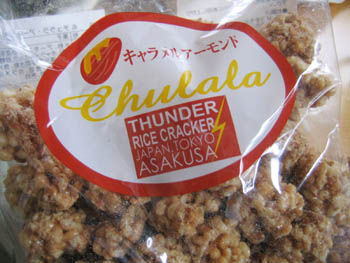 キャラメルアーモンド
Chulala
THUNDER
RICE CRACKER
JAPAN, TOKYO
ASAKUSA